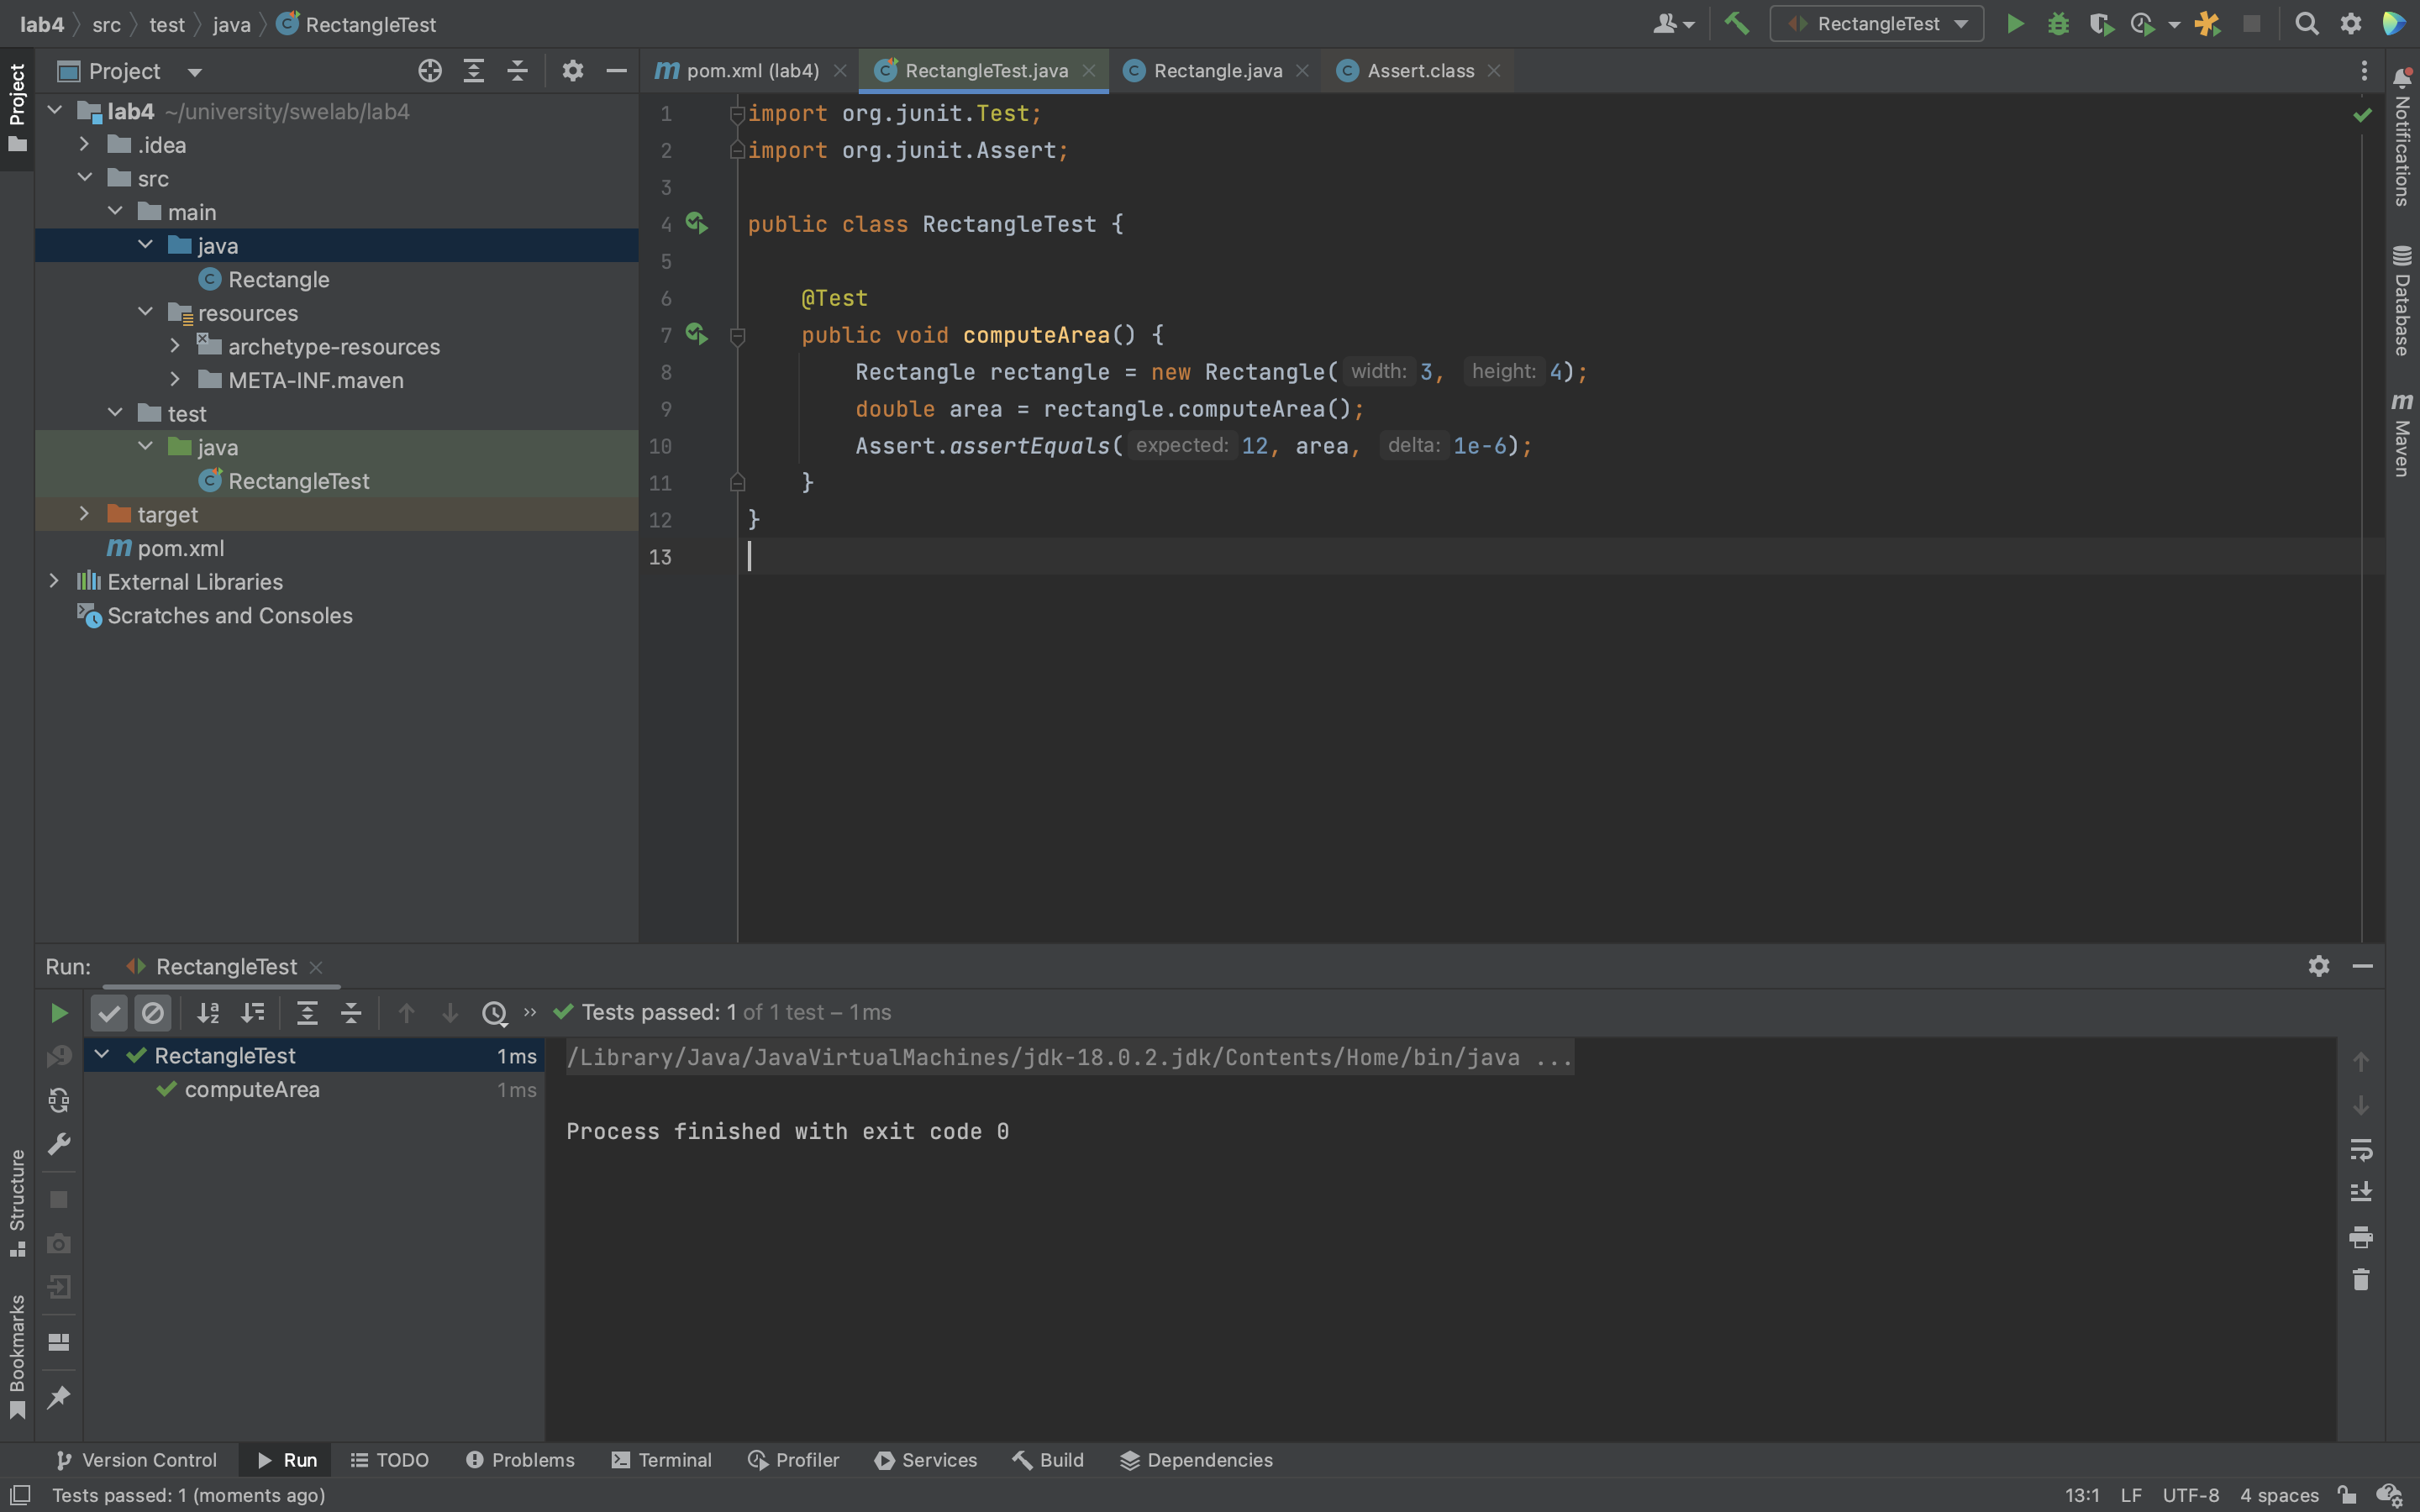 lab4 src test java RectangleTest
RectangleTest
Project
Project
pom.xml (lab4)
RectangleTest.java
Rectangle.java
Assert.class
lab4 ~/university/swelab/lab4
.idea
src
main
java
Rectangle
resources
archetype-resources
META-INF.maven
test
java
RectangleTest
target
pom.xml
External Libraries
Scratches and Consoles
1 import org.junit.Test;
2 import org.junit.Assert;
3
4 public class RectangleTest {
5
6 @Test
7 public void computeArea() {
8 Rectangle rectangle = new Rectangle( width: 3, height: 4);
9 double area = rectangle.computeArea();
10 Assert.assertEquals( expected: 12, area, delta: 1e-6);
11 }
12 }
13
Notifications
Database
Maven
Run: RectangleTest
Tests passed: 1 of 1 test – 1ms
RectangleTest 1ms
computeArea 1ms
/Library/Java/JavaVirtualMachines/jdk-18.0.2.jdk/Contents/Home/bin/java ...
Process finished with exit code 0
Structure
Bookmarks
Version Control
Run
TODO
Problems
Terminal
Profiler
Services
Build
Dependencies
Tests passed: 1 (moments ago)
13:1 LF UTF-8 4 spaces